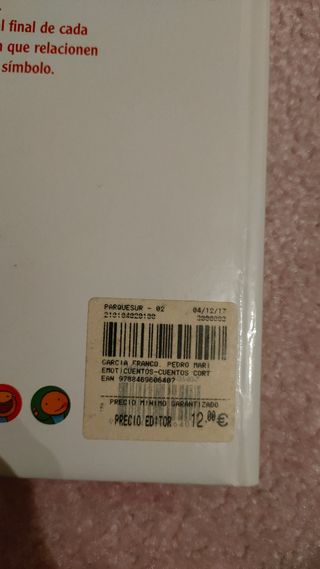 l final de cada
n que relacionen
símbolo.
PARQUESUR - 02 04/12/17
210104020100
GARCIA FRANCO, PEDRO MARI
EMOTICUENTOS-CUENTOS CORT
EAN 9788469606407
PRECIO MINIMO GARANTIZADO
PRECIO EDITOR 12.00€